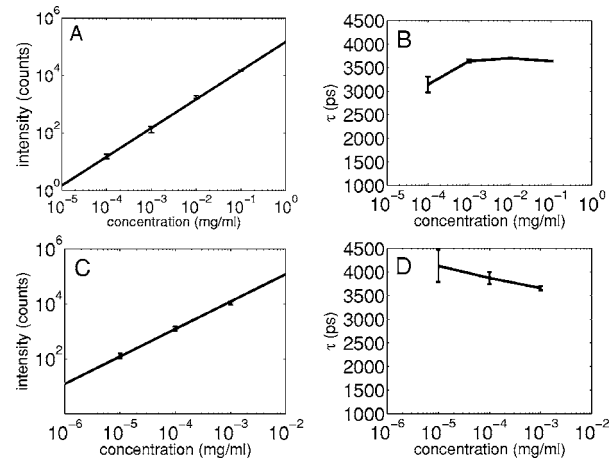 A
intensity (counts)
10^6
10^4
10^2
10^0
10^-5 10^-4 10^-3 10^-2 10^-1 10^0
concentration (mg/ml)
B
τ (ps)
4500
4000
3500
3000
2500
2000
1500
1000
10^-5 10^-4 10^-3 10^-2 10^-1 10^0
concentration (mg/ml)
C
intensity (counts)
10^6
10^4
10^2
10^-6 10^-5 10^-4 10^-3 10^-2
concentration (mg/ml)
D
τ (ps)
4500
4000
3500
3000
2500
2000
1500
1000
10^-6 10^-5 10^-4 10^-3 10^-2
concentration (mg/ml)